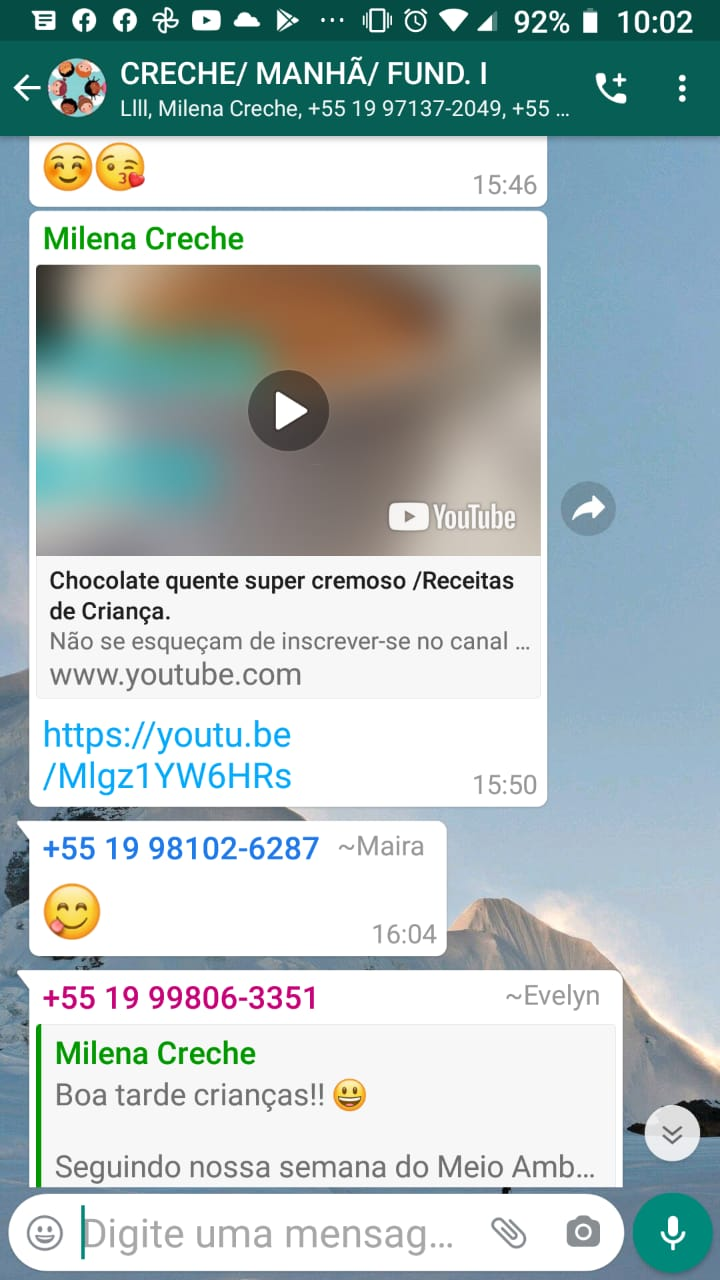 92% 10:02
CRECHE/ MANHÃ/ FUND. I
Llll, Milena Creche, +55 19 97137-2049, +55 ...
15:46
Milena Creche
YouTube
Chocolate quente super cremoso /Receitas
de Criança.
Não se esqueçam de inscrever-se no canal ...
www.youtube.com
https://youtu.be
/Mlgz1YW6HRs
15:50
+55 19 98102-6287 ~Maira
16:04
+55 19 99806-3351 ~Evelyn
Milena Creche
Boa tarde crianças!! 😀
Seguindo nossa semana do Meio Amb...
Digite uma mensag...